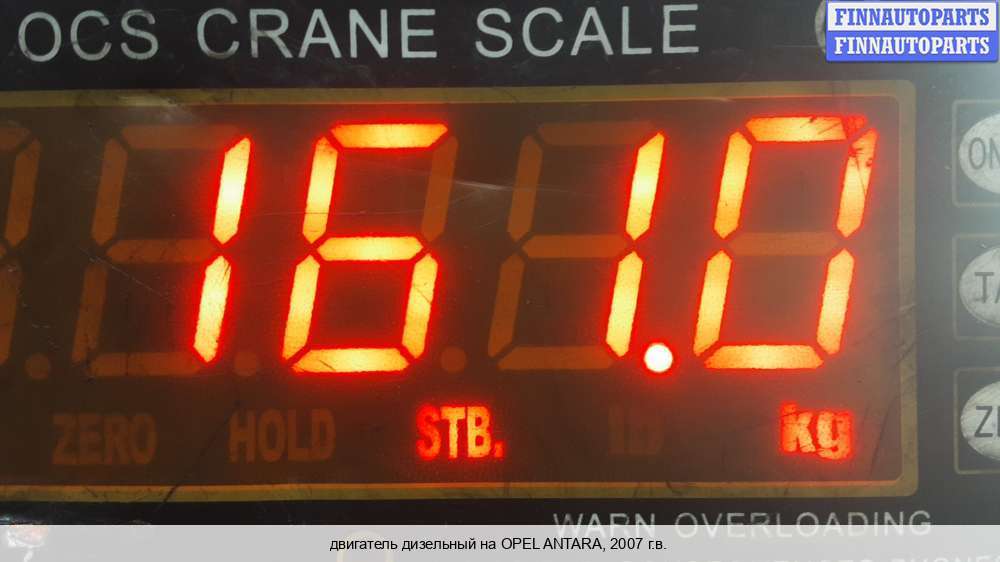 OCS CRANE SCALE
FINNAUTOPARTS
FINNAUTOPARTS
161.0
ZERO HOLD STB. lb kg
WARN OVERLOADING
двигатель дизельный на OPEL ANTARA, 2007 г.в.